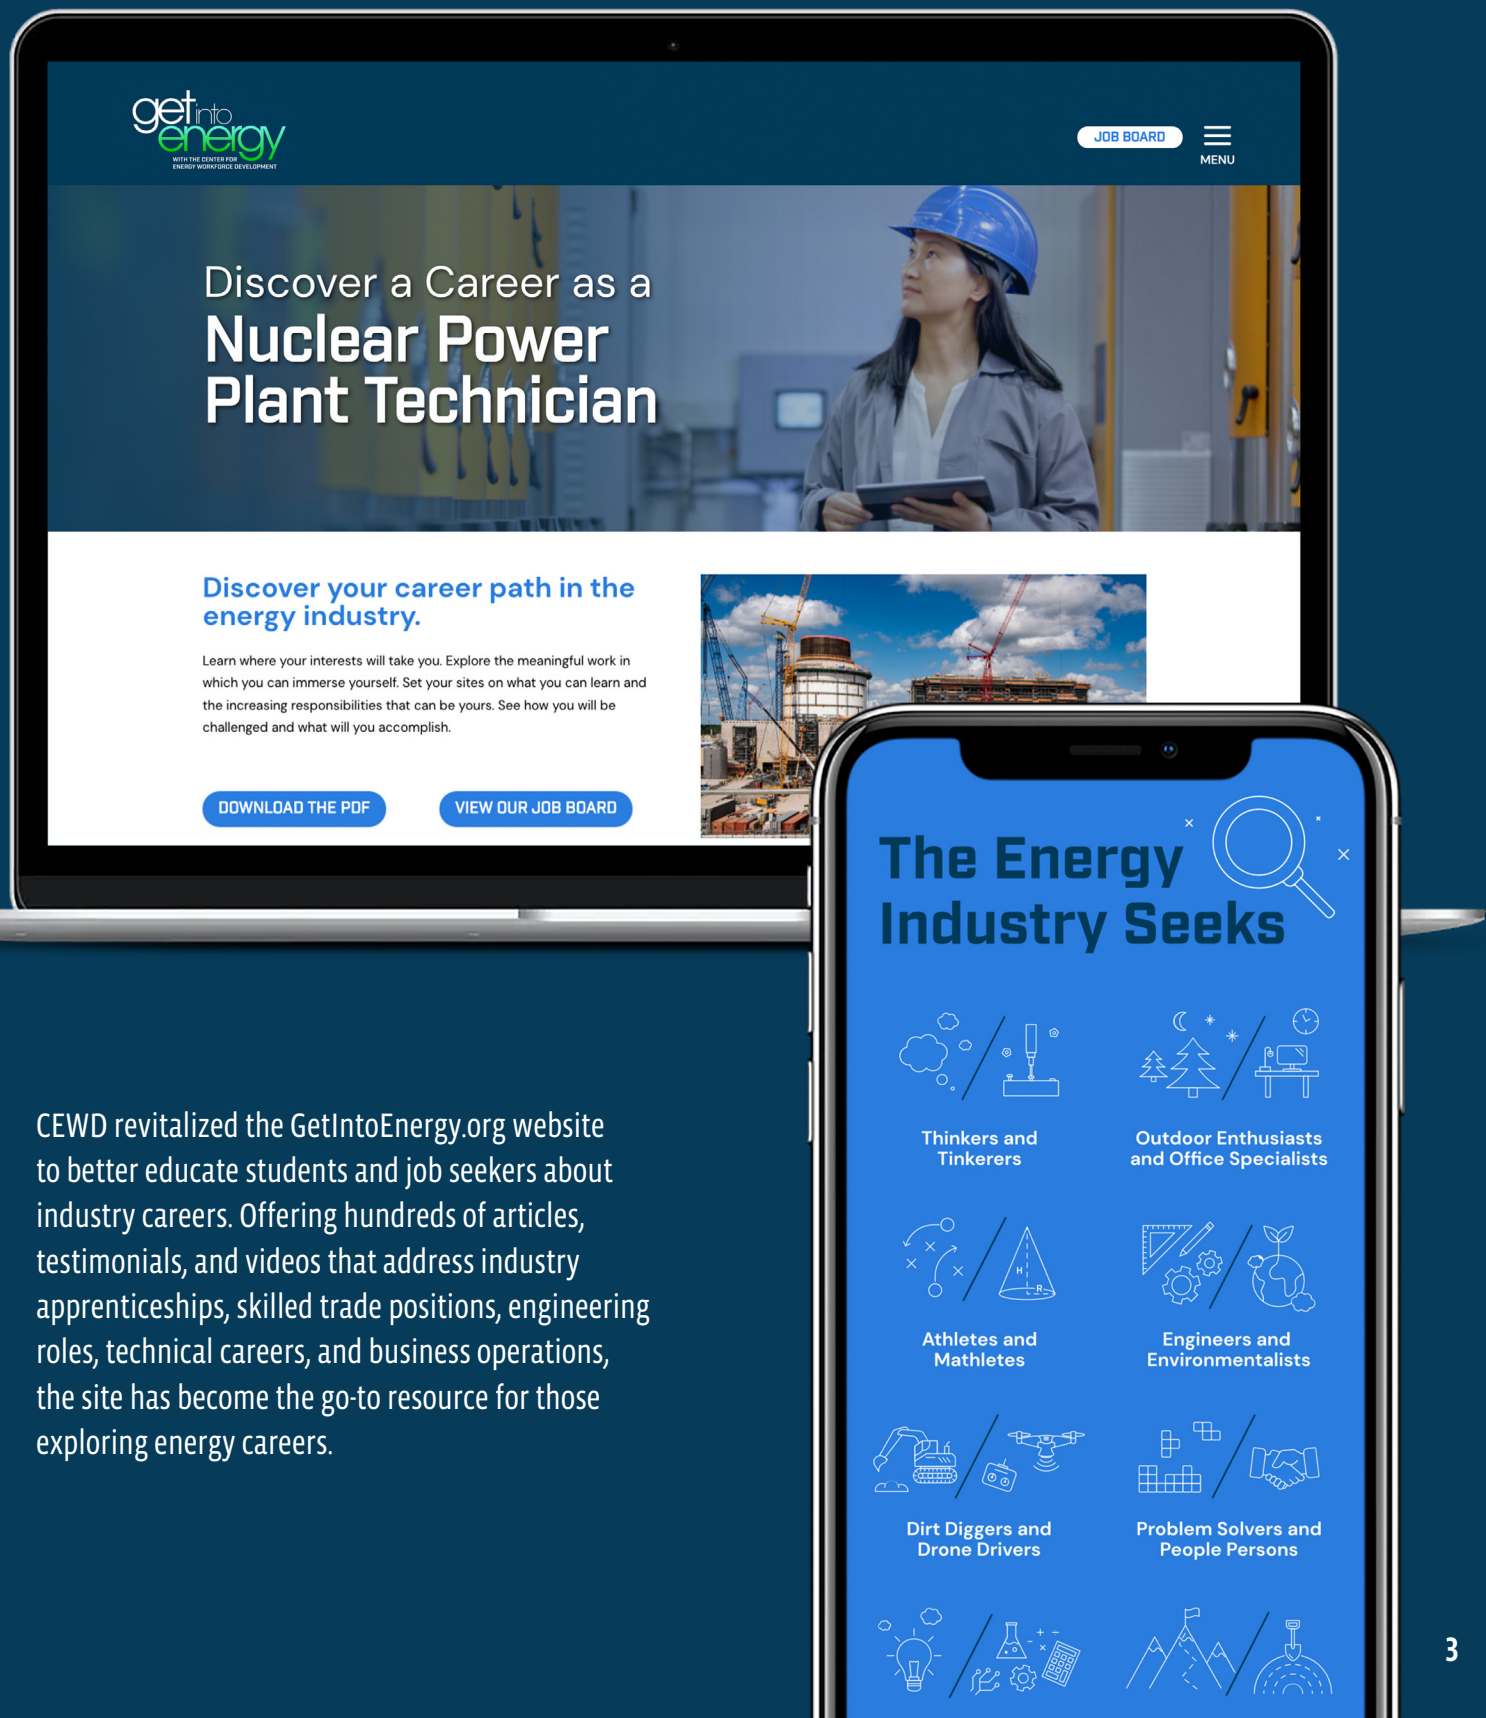 get into
energy
WITH THE CENTER FOR
ENERGY WORKFORCE DEVELOPMENT
JOB BOARD
MENU
Discover a Career as a
Nuclear Power
Plant Technician
Discover your career path in the
energy industry.
Learn where your interests will take you. Explore the meaningful work in
which you can immerse yourself. Set your sites on what you can learn and
the increasing responsibilities that can be yours. See how you will be
challenged and what will you accomplish.
DOWNLOAD THE PDF
VIEW OUR JOB BOARD
The Energy
Industry Seeks
Thinkers and
Tinkerers
Outdoor Enthusiasts
and Office Specialists
H
R
Athletes and
Mathletes
Engineers and
Environmentalists
Dirt Diggers and
Drone Drivers
Problem Solvers and
People Persons
CEWD revitalized the GetIntoEnergy.org website
to better educate students and job seekers about
industry careers. Offering hundreds of articles,
testimonials, and videos that address industry
apprenticeships, skilled trade positions, engineering
roles, technical careers, and business operations,
the site has become the go-to resource for those
exploring energy careers.
3